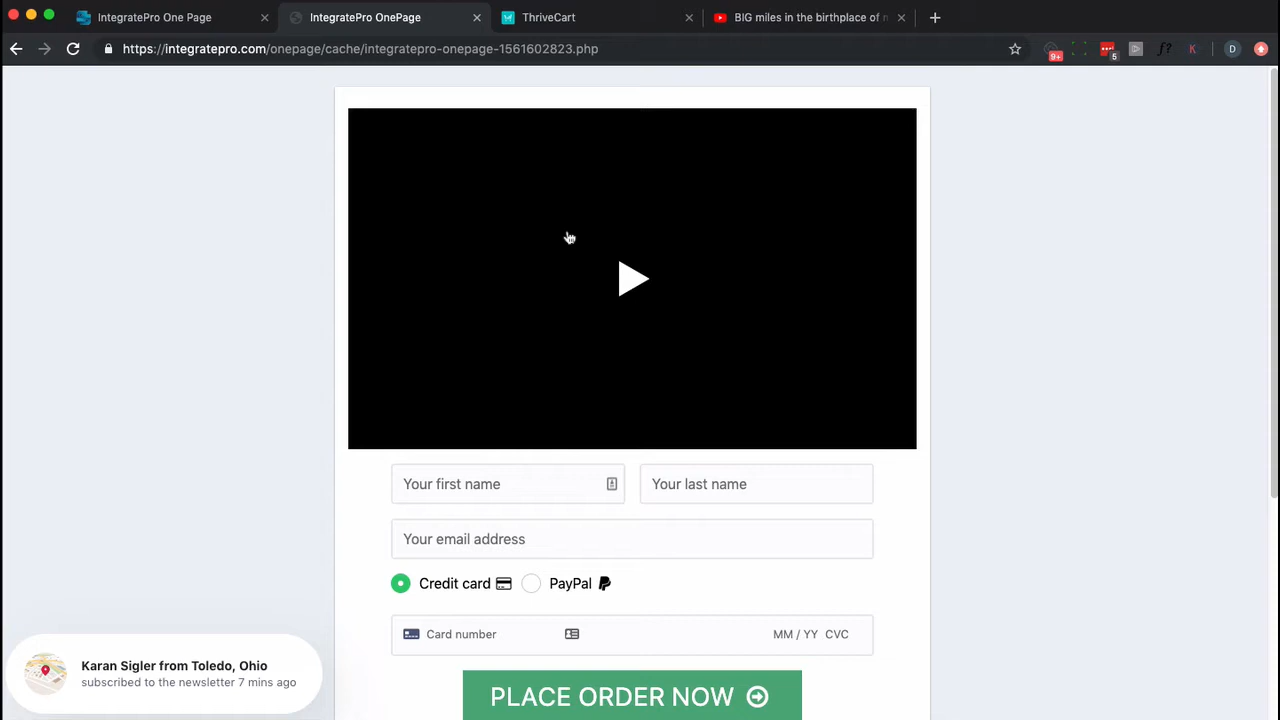 IntegratePro One Page
IntegratePro OnePage
ThriveCart
BIG miles in the birthplace of
https://integratepro.com/onepage/cache/integratepro-onepage-1561602823.php
9+
5
f?
K
D
Your first name
Your last name
Your email address
Credit card
PayPal
Card number
MM / YY CVC
Karan Sigler from Toledo, Ohio
subscribed to the newsletter 7 mins ago
PLACE ORDER NOW